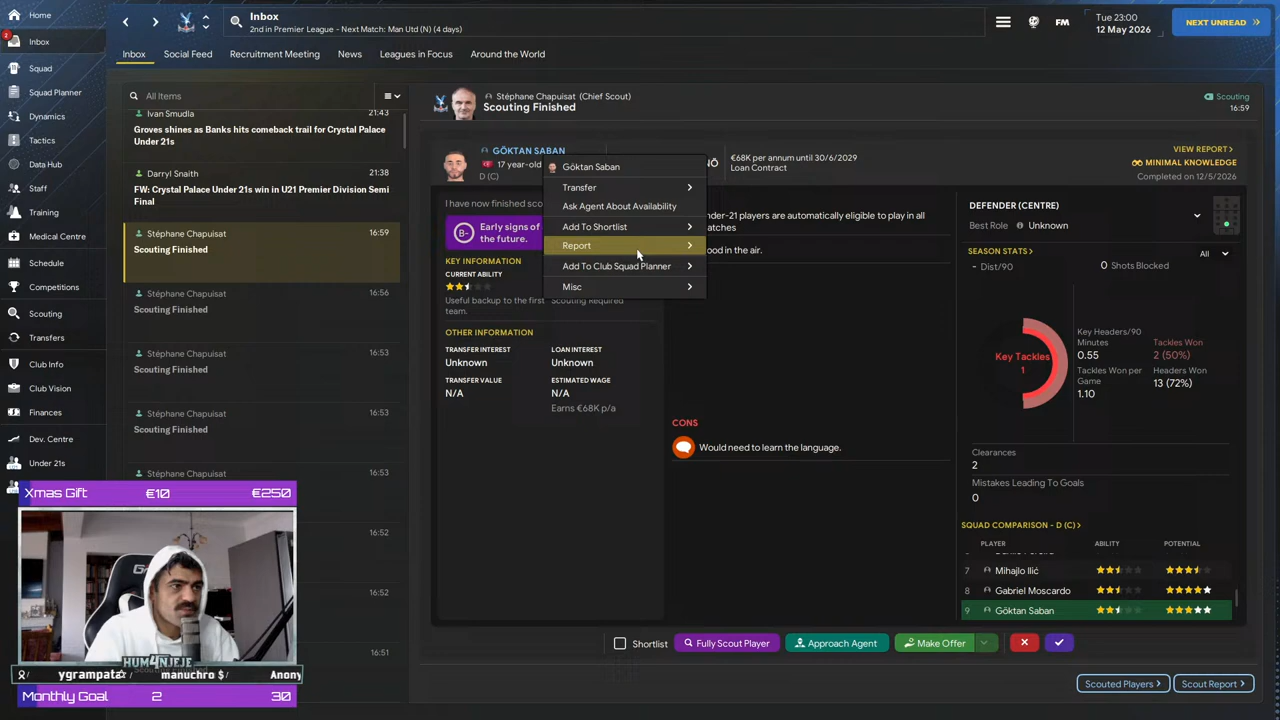 Home
2
Inbox
Squad
Squad Planner
Dynamics
Tactics
Data Hub
Staff
Training
Medical Centre
Schedule
Competitions
Scouting
Transfers
Club Info
Club Vision
Finances
Dev. Centre
Under 21s
Inbox
2nd in Premier League - Next Match: Man Utd (N) (4 days)
FM
Tue 23:00
12 May 2026
NEXT UNREAD
Inbox
Social Feed
Recruitment Meeting
News
Leagues in Focus
Around the World
All Items
Ivan Smudla
21:43
Groves shines as Banks hits comeback trail for Crystal Palace
Under 21s
Darryl Snaith
21:38
FW: Crystal Palace Under 21s win in U21 Premier Division Semi
Final
Stéphane Chapuisat
16:59
Scouting Finished
Stéphane Chapuisat
16:56
Scouting Finished
Stéphane Chapuisat
16:53
Scouting Finished
Stéphane Chapuisat
16:53
Scouting Finished
Stéphane Chapuisat
16:53
16:52
16:52
16:51
Stéphane Chapuisat (Chief Scout)
Scouting Finished
Scouting
16:59
GÖKTAN SABAN
17 year-old
D (C)
€68K per annum until 30/6/2029
Loan Contract
VIEW REPORT >
MINIMAL KNOWLEDGE
Completed on 12/5/2026
I have now finished sco
B-
Early signs of
the future.
KEY INFORMATION
CURRENT ABILITY
Useful backup to the first
team.
Scouting Required
OTHER INFORMATION
TRANSFER INTEREST
Unknown
LOAN INTEREST
Unknown
TRANSFER VALUE
N/A
ESTIMATED WAGE
N/A
Earns €68K p/a
Göktan Saban
Transfer
Ask Agent About Availability
Add To Shortlist
Report
Add To Club Squad Planner
Misc
nder-21 players are automatically eligible to play in all
atches
ood in the air.
CONS
Would need to learn the language.
DEFENDER (CENTRE)
Best Role Unknown
SEASON STATS >
All
- Dist/90
0 Shots Blocked
Key Tackles
1
Key Headers/90
Minutes
0.55
Tackles Won
2 (50%)
Tackles Won per
Game
1.10
Headers Won
13 (72%)
Clearances
2
Mistakes Leading To Goals
0
SQUAD COMPARISON - D (C) >
PLAYER ABILITY POTENTIAL
7 Mihajlo Ilić
8 Gabriel Moscardo
9 Göktan Saban
Shortlist
Fully Scout Player
Approach Agent
Make Offer
Scouted Players >
Scout Report >
Xmas Gift €10 €250
HUM4NJEJE
ygrampata
manuchro $/
Anony
Monthly Goal 2 30